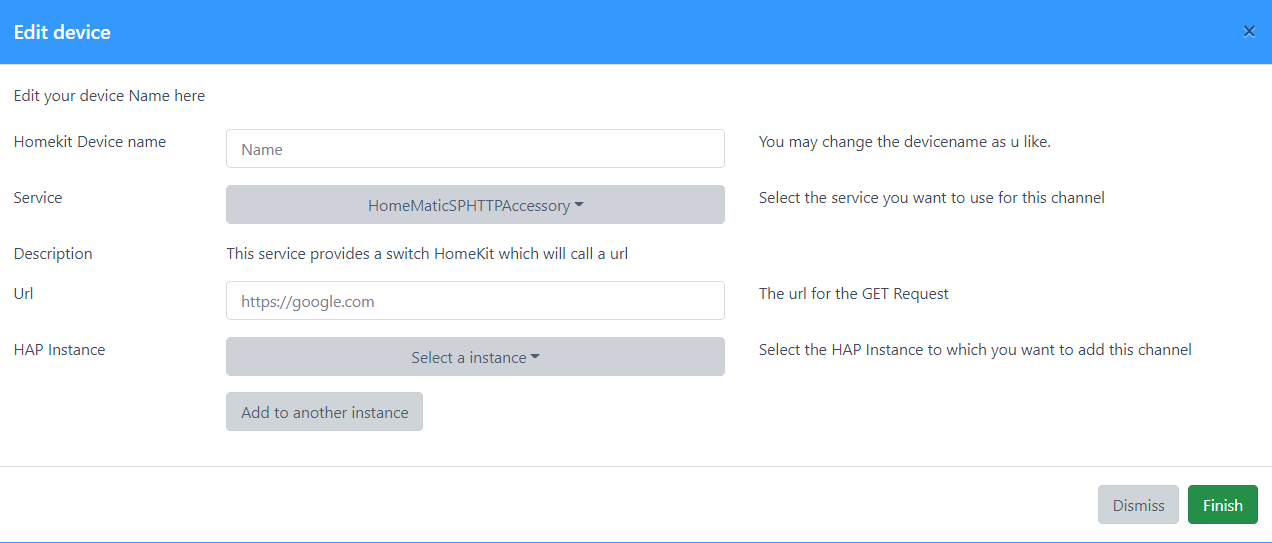 Edit device ×
Edit your device Name here
Homekit Device name Name You may change the devicename as u like.
Service HomeMaticSPHTTPAccessory Select the service you want to use for this channel
Description This service provides a switch HomeKit which will call a url
Url https://google.com The url for the GET Request
HAP Instance Select a instance Select the HAP Instance to which you want to add this channel
Add to another instance
Dismiss Finish